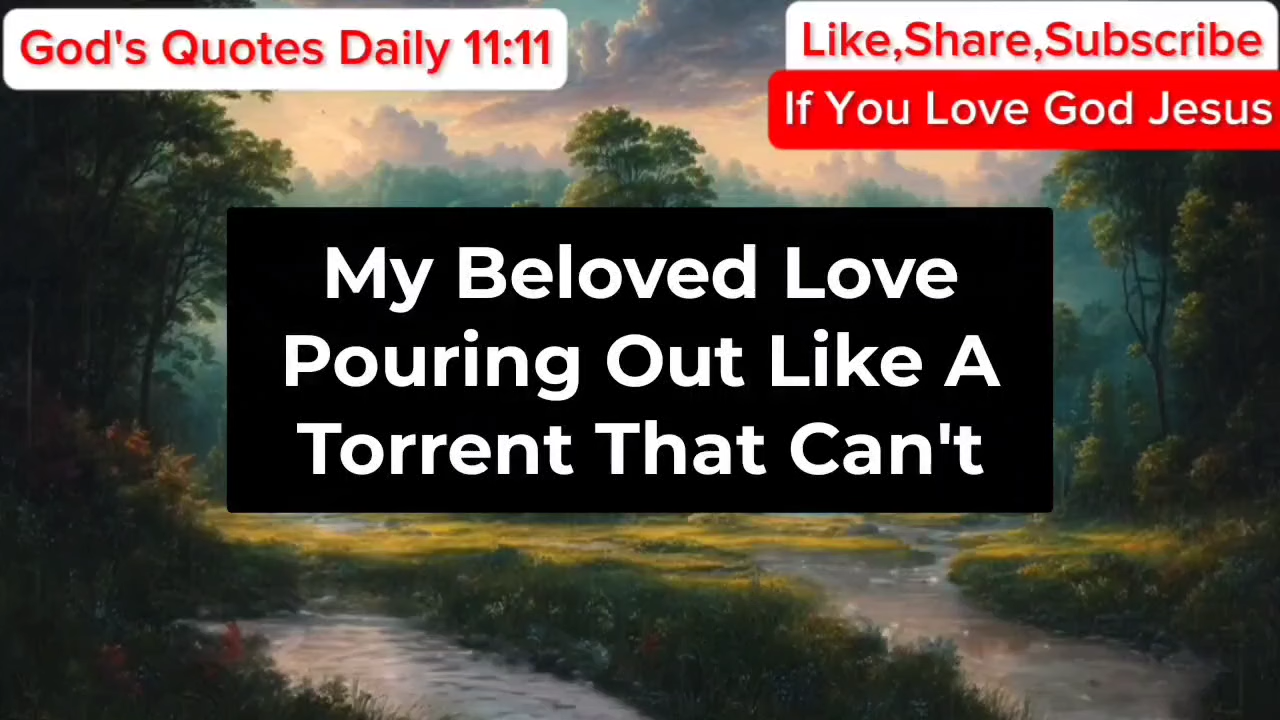 God's Quotes Daily 11:11
Like,Share,Subscribe
If You Love God Jesus
My Beloved Love
Pouring Out Like A
Torrent That Can't